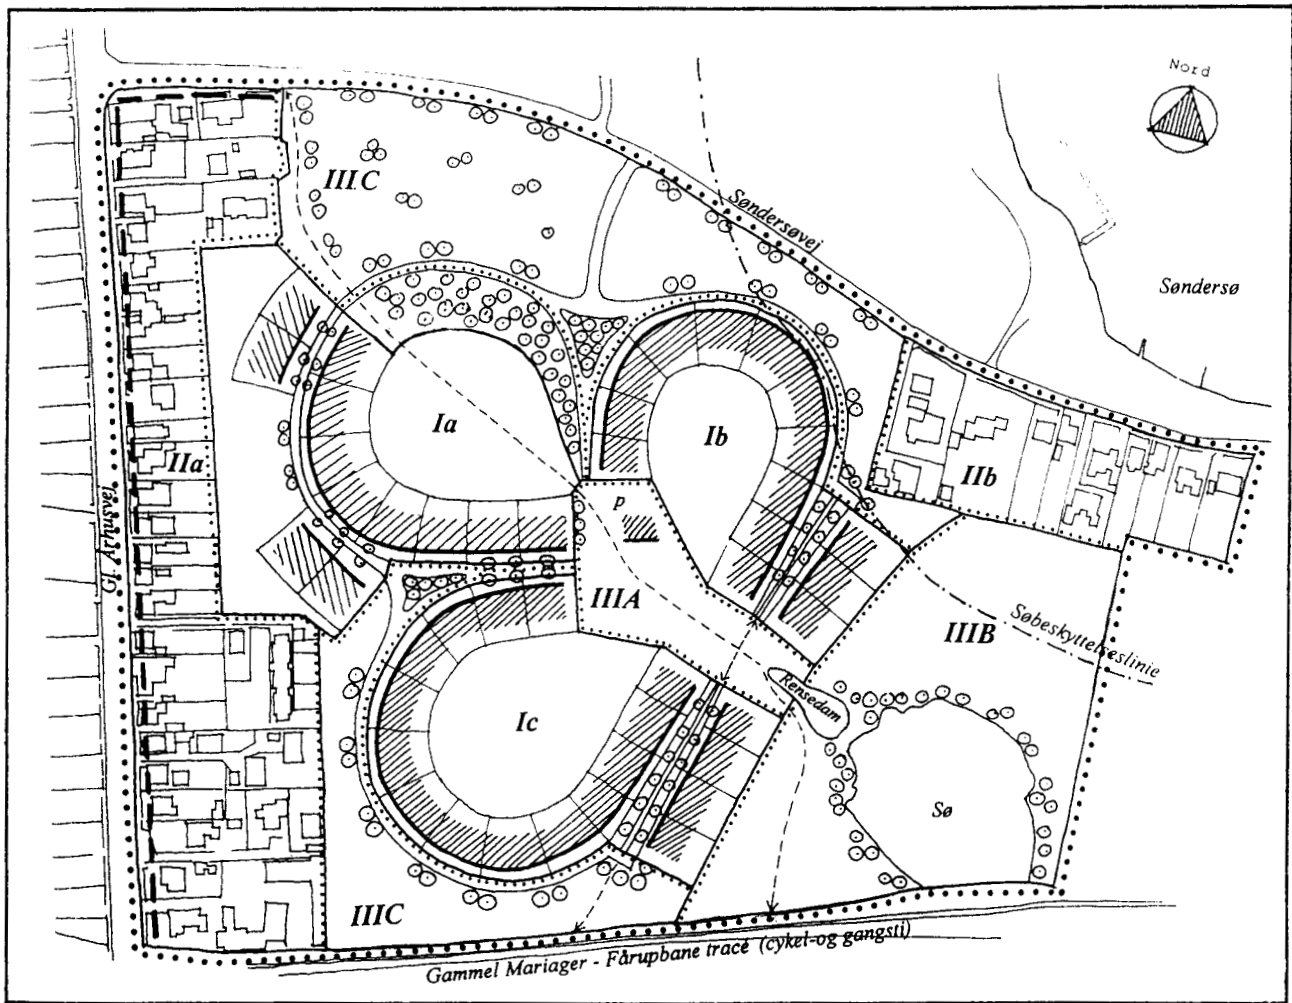 Nord
III.C
Søndersøvej
Søndersø
Ia
Ib
IIa
IIb
p
Gl. Århusvej
IIIA
IIIB
Søbeskyttelseslinie
Rensedam
Ic
Sø
IIIC
Gammel Mariager - Fårupbane tracé (cykel-og gangsti)